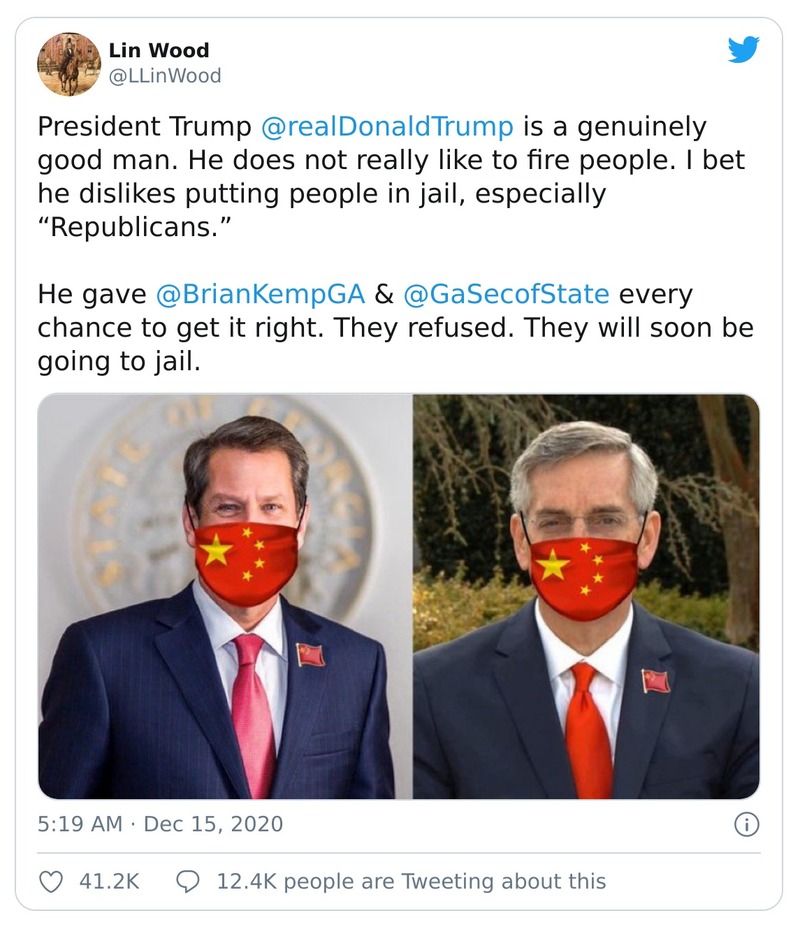 Lin Wood
@LLinWood
President Trump @realDonaldTrump is a genuinely
good man. He does not really like to fire people. I bet
he dislikes putting people in jail, especially
“Republicans.”
He gave @BrianKempGA & @GaSecofState every
chance to get it right. They refused. They will soon be
going to jail.
STATE OF GEORGIA
5:19 AM · Dec 15, 2020
41.2K
12.4K people are Tweeting about this